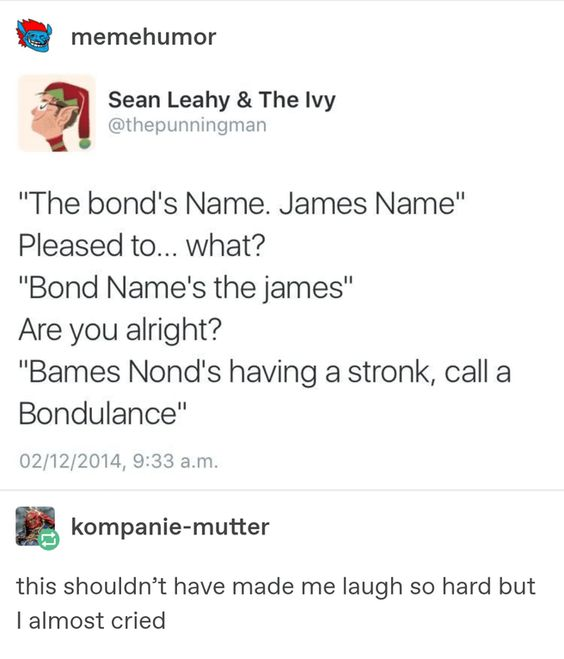 memehumor
Sean Leahy & The Ivy
@thepunningman
"The bond's Name. James Name"
Pleased to... what?
"Bond Name's the james"
Are you alright?
"Bames Nond's having a stronk, call a
Bondulance"
02/12/2014, 9:33 a.m.
kompanie-mutter
this shouldn’t have made me laugh so hard but
I almost cried